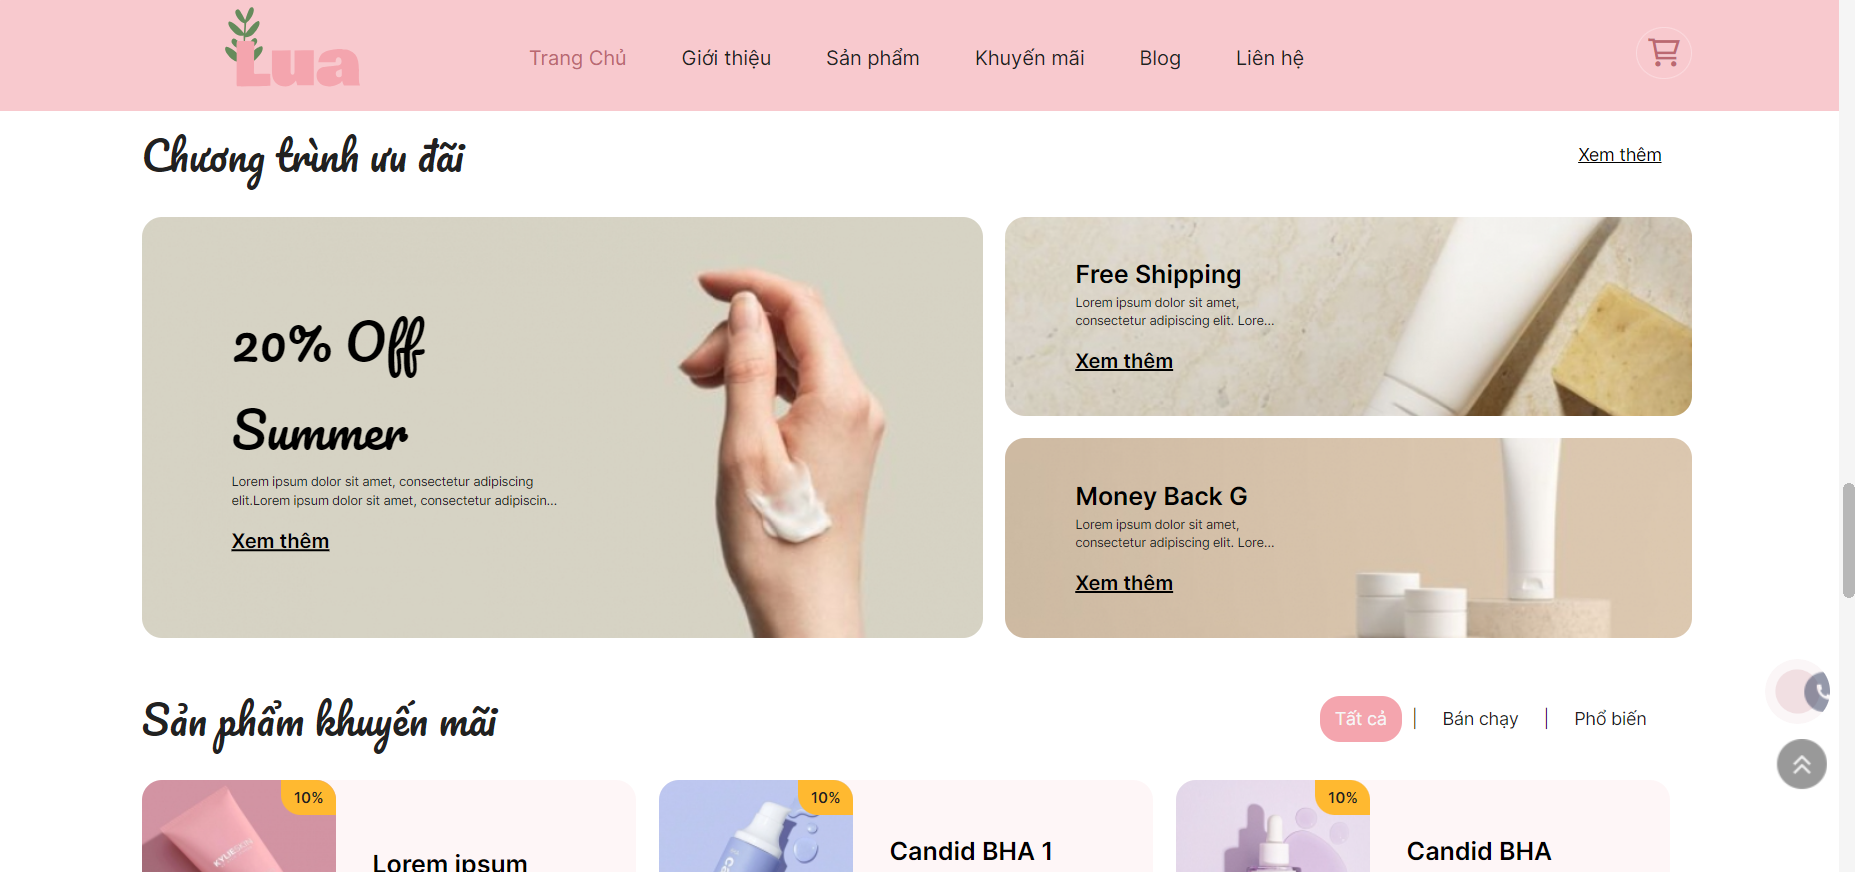 Lua
Trang Chủ
Giới thiệu
Sản phẩm
Khuyến mãi
Blog
Liên hệ
Chương trình ưu đãi
Xem thêm
20% Off
Summer
Lorem ipsum dolor sit amet, consectetur adipiscing
elit.Lorem ipsum dolor sit amet, consectetur adipiscin...
Xem thêm
Free Shipping
Lorem ipsum dolor sit amet,
consectetur adipiscing elit. Lore...
Xem thêm
Money Back G
Lorem ipsum dolor sit amet,
consectetur adipiscing elit. Lore...
Xem thêm
Sản phẩm khuyến mãi
Tất cả
Bán chạy
Phổ biến
10%
KYLIESKIN
Lorem ipsum
10%
Candid BHA 1
10%
Candid BHA